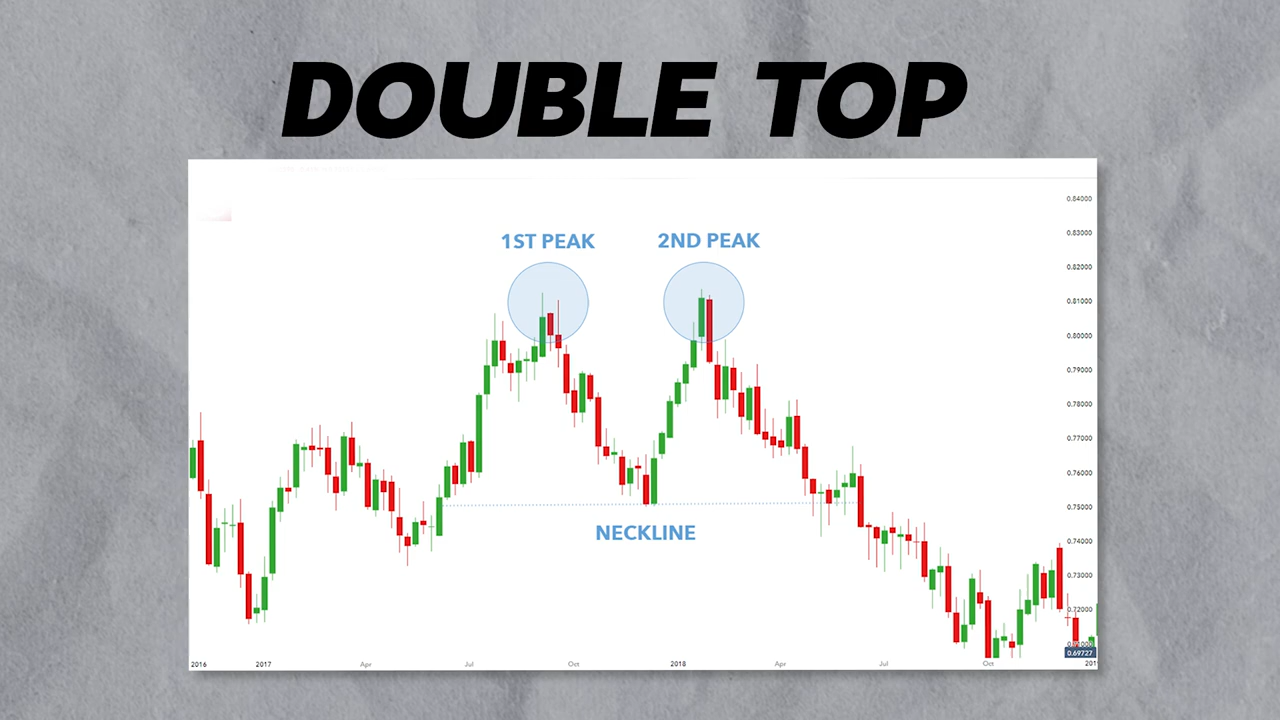 DOUBLE TOP
1ST PEAK
2ND PEAK
NECKLINE
0.84000
0.83000
0.82000
0.81000
0.80000
0.79000
0.78000
0.77000
0.76000
0.75000
0.74000
0.73000
0.72000
0.69727
2016
2017
Apr
Jul
Oct
2018
Apr
Jul
Oct
201